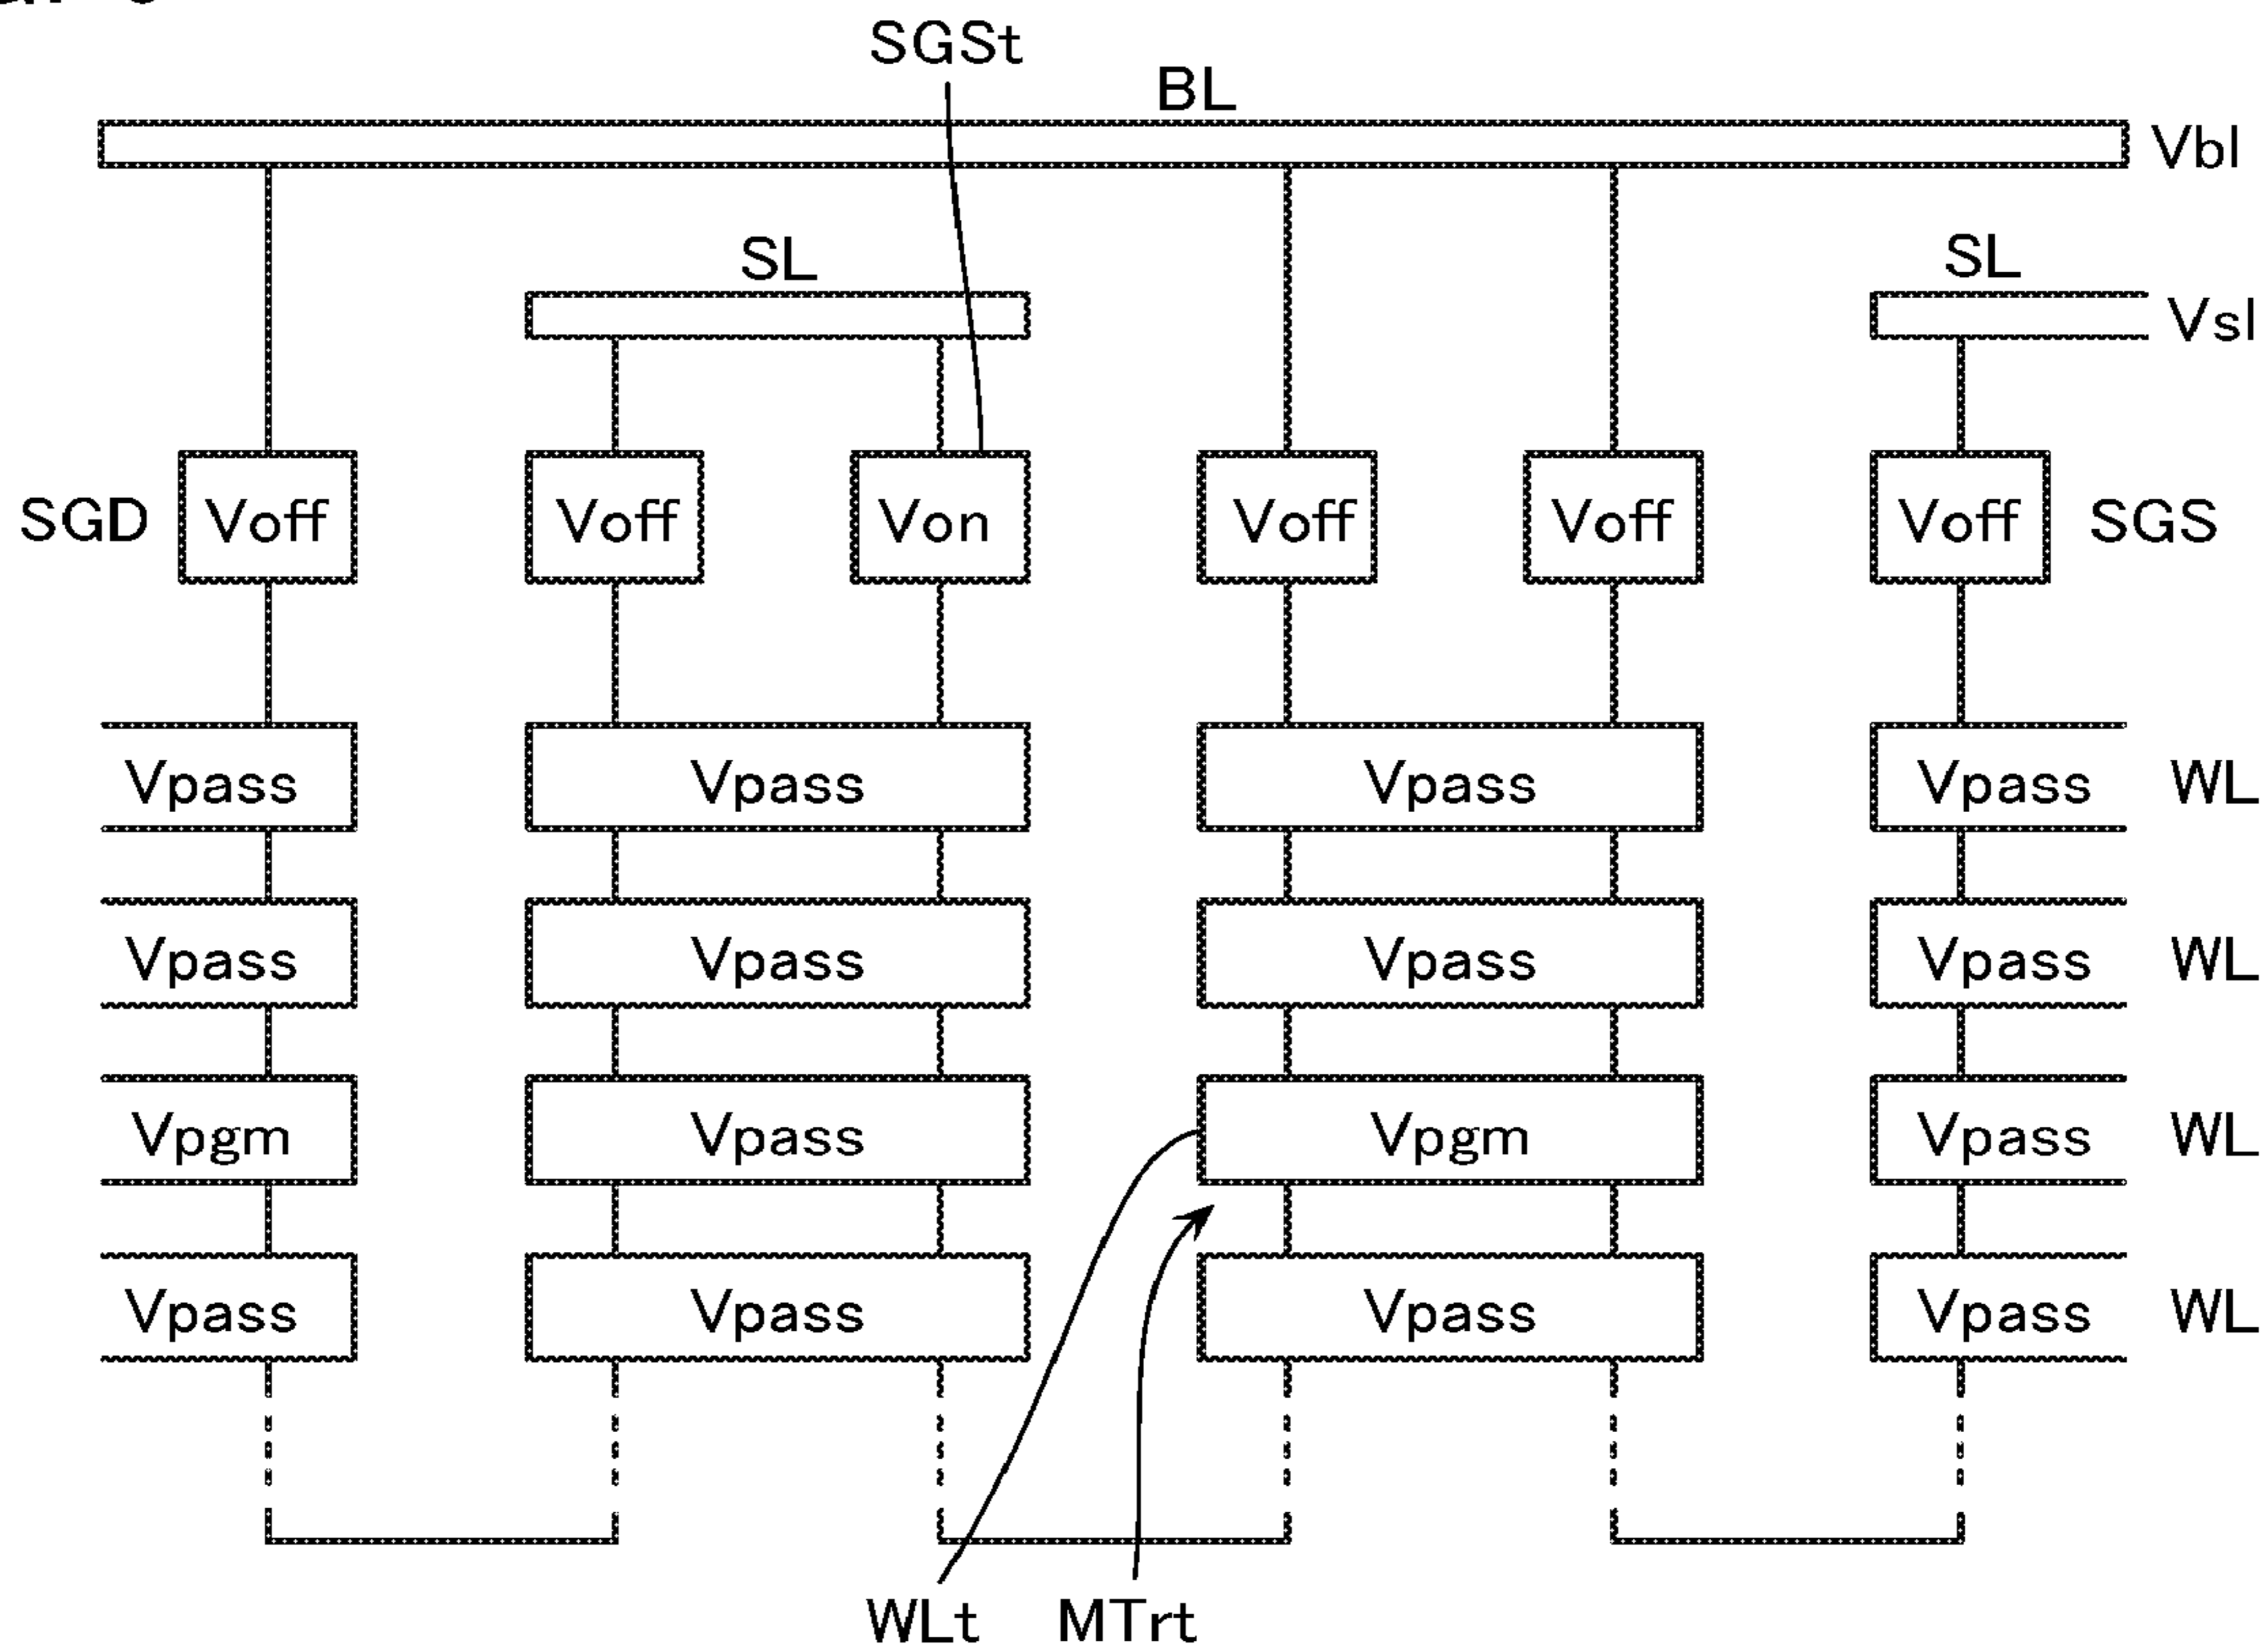 SGSt
BL
Vbl
SL
SL
Vsl
SGD Voff Voff Von Voff Voff Voff SGS
Vpass Vpass Vpass Vpass WL
Vpass Vpass Vpass Vpass WL
Vpgm Vpass Vpgm Vpass WL
Vpass Vpass Vpass Vpass WL
WLt MTrt